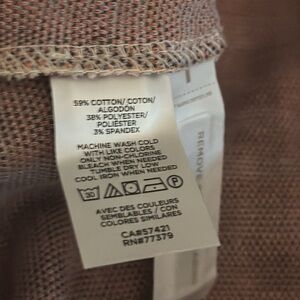 59% COTTON/ COTON/
ALGODÓN
38% POLYESTER/
POLIÉSTER
3% SPANDEX
MACHINE WASH COLD
WITH LIKE COLORS
ONLY NON-CHLORINE
BLEACH WHEN NEEDED
TUMBLE DRY LOW
COOL IRON WHEN NEEDED
30
P
AVEC DES COULEURS
SEMBLABLES / CON
COLORES SIMILARES
CA#57421
RN#77379